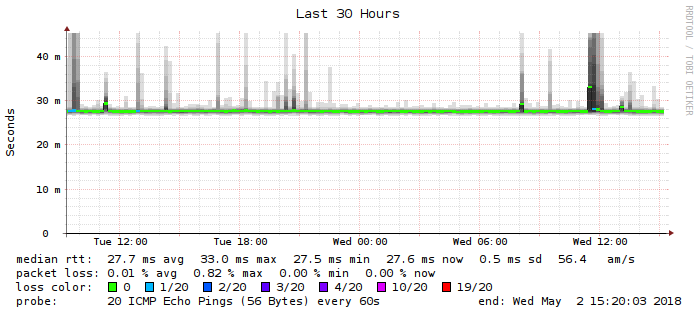 Last 30 Hours
RRDTOOL / TOBI OETIKER
Seconds
40 m
30 m
20 m
10 m
0
Tue 12:00 Tue 18:00 Wed 00:00 Wed 06:00 Wed 12:00
median rtt: 27.7 ms avg 33.0 ms max 27.5 ms min 27.6 ms now 0.5 ms sd 56.4 am/s
packet loss: 0.01 % avg 0.82 % max 0.00 % min 0.00 % now
loss color: 0 1/20 2/20 3/20 4/20 10/20 19/20
probe: 20 ICMP Echo Pings (56 Bytes) every 60s end: Wed May 2 15:20:03 2018